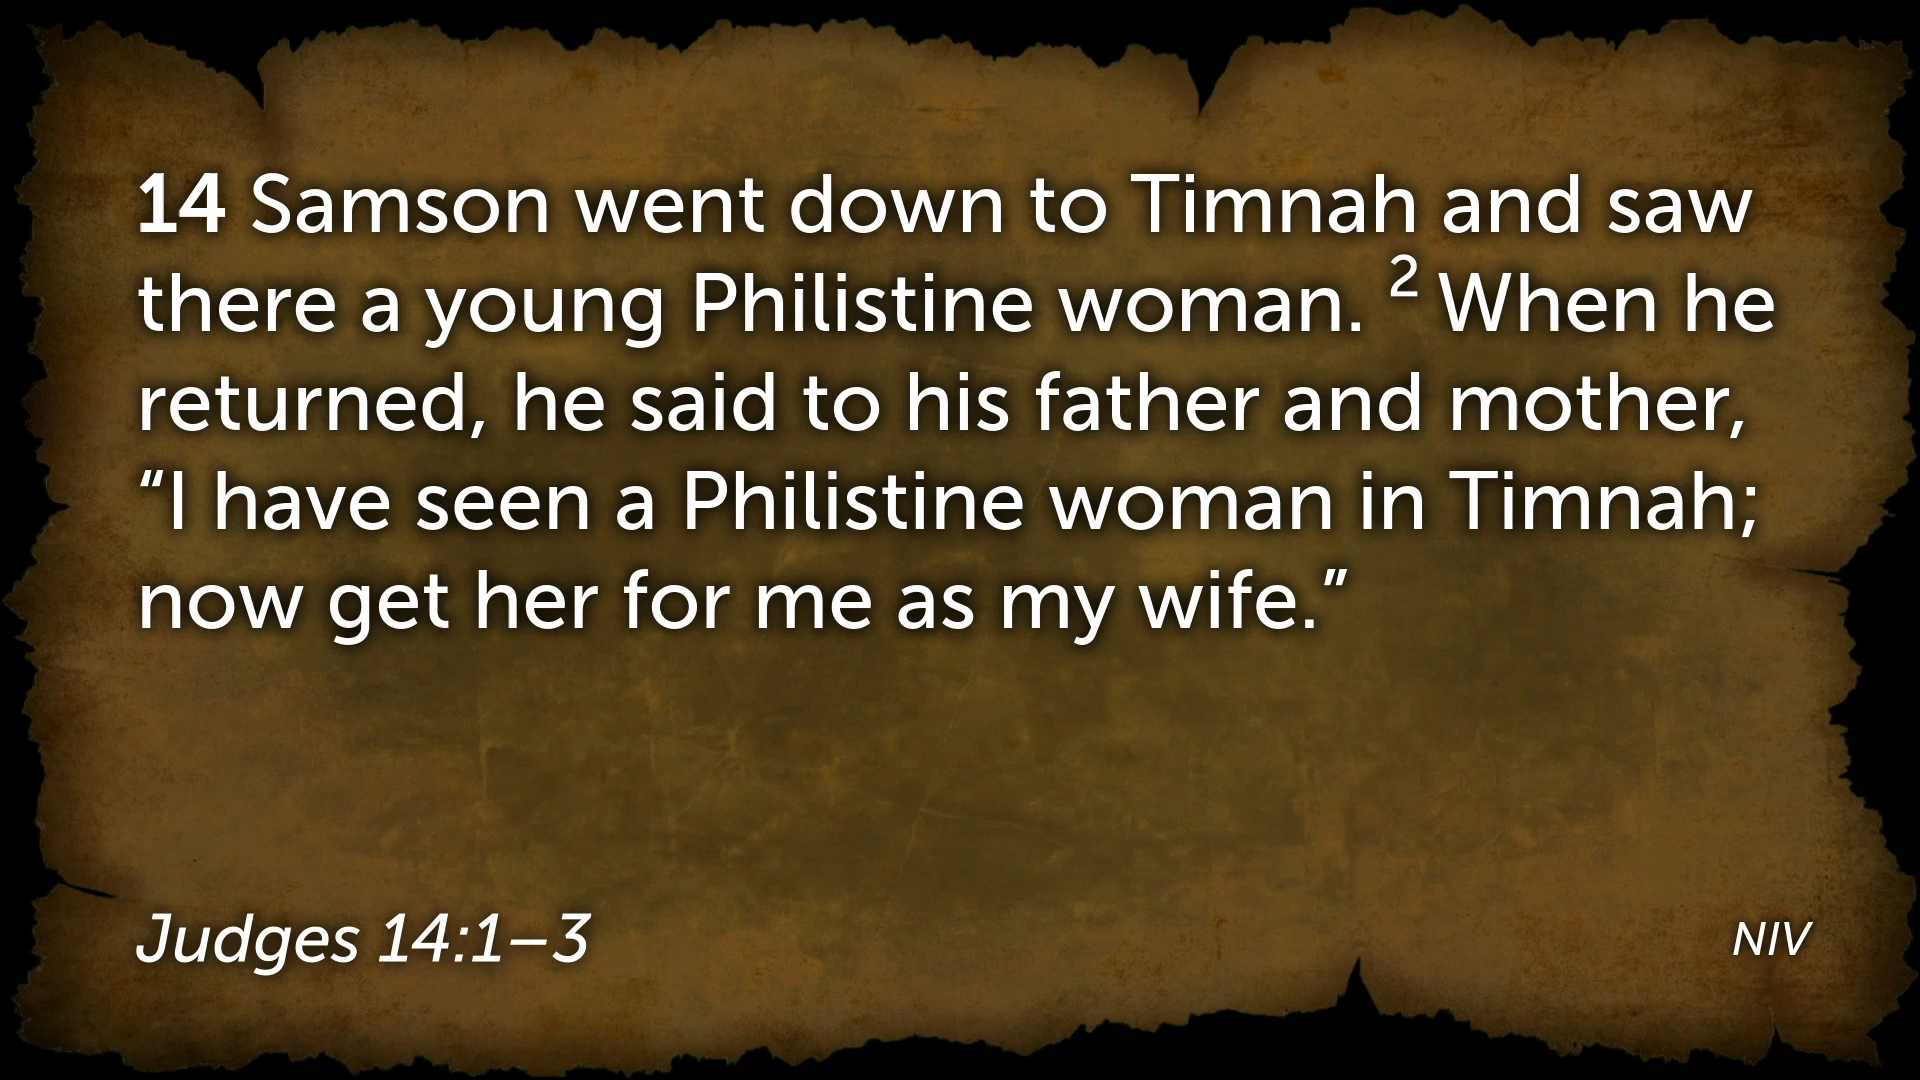 14 Samson went down to Timnah and saw
there a young Philistine woman. 2 When he
returned, he said to his father and mother,
“I have seen a Philistine woman in Timnah;
now get her for me as my wife.”
Judges 14:1–3
NIV